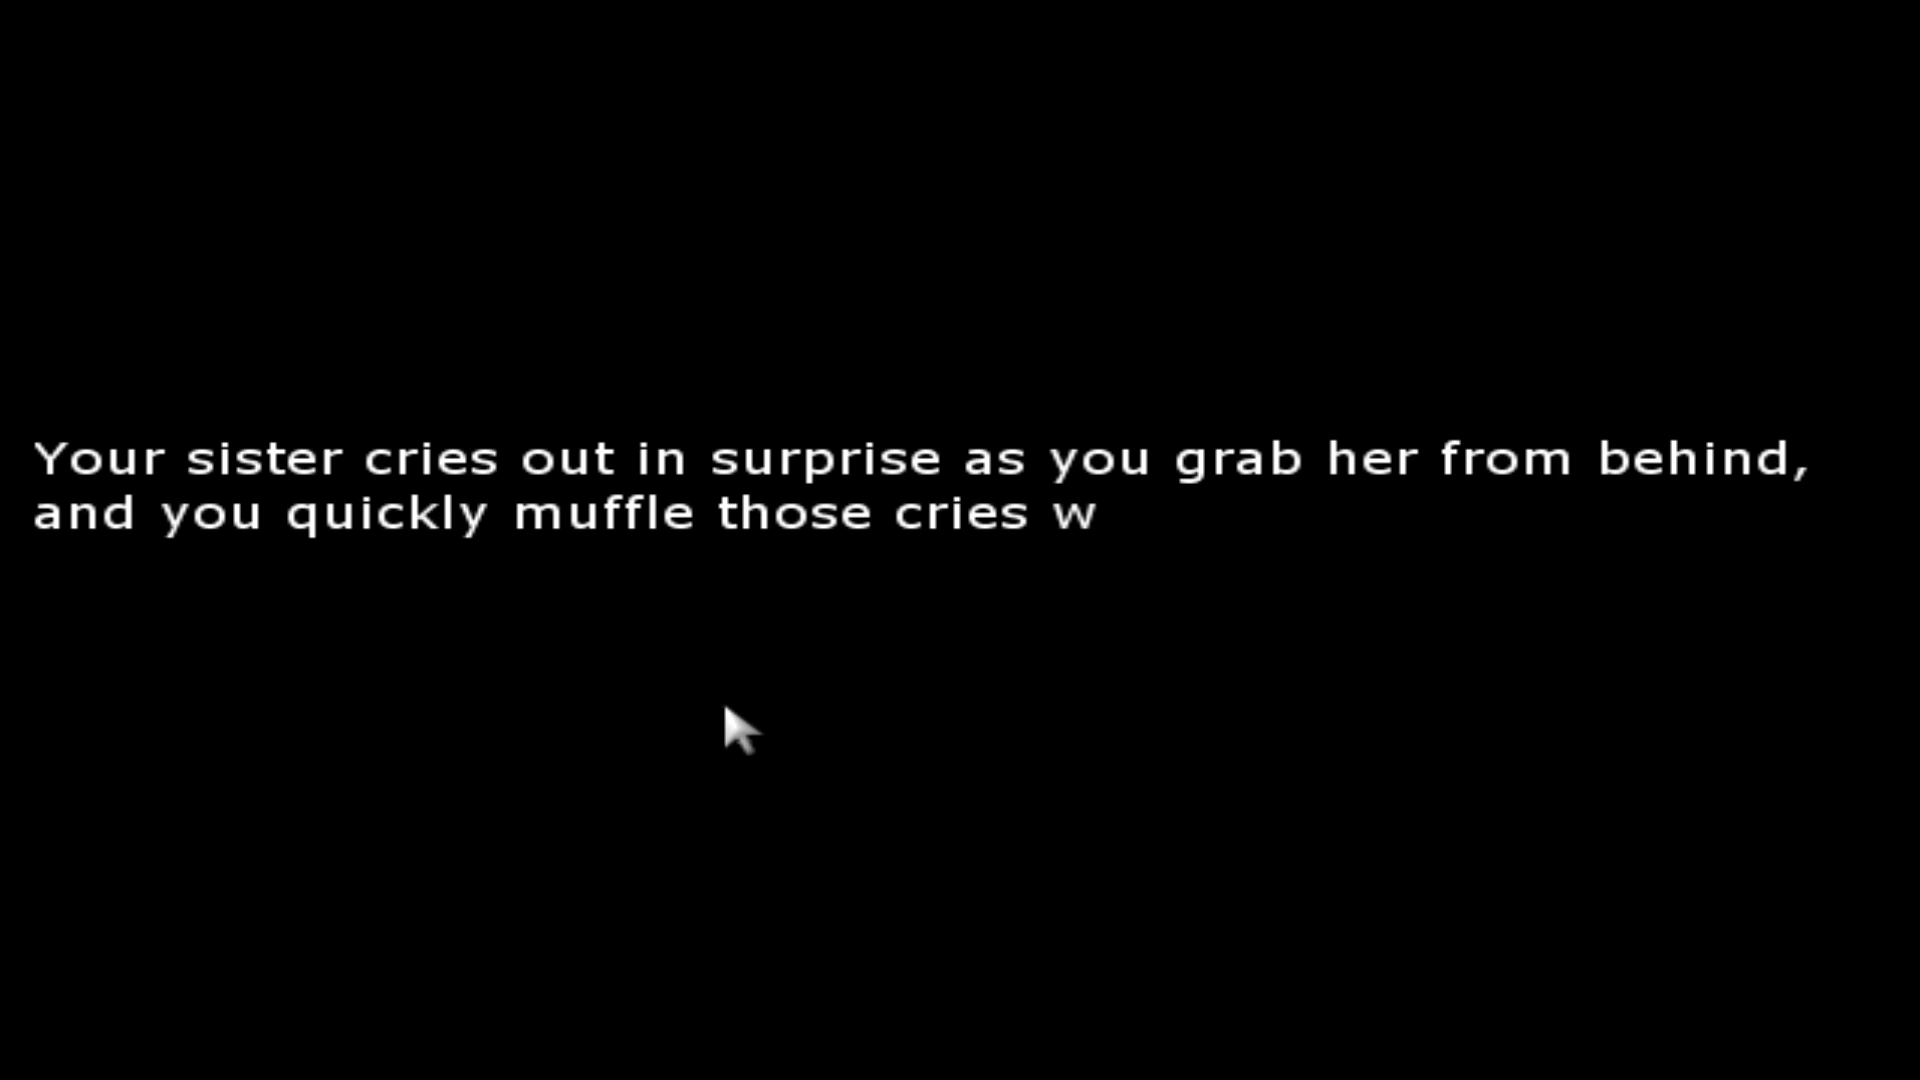 Your sister cries out in surprise as you grab her from behind,
and you quickly muffle those cries w